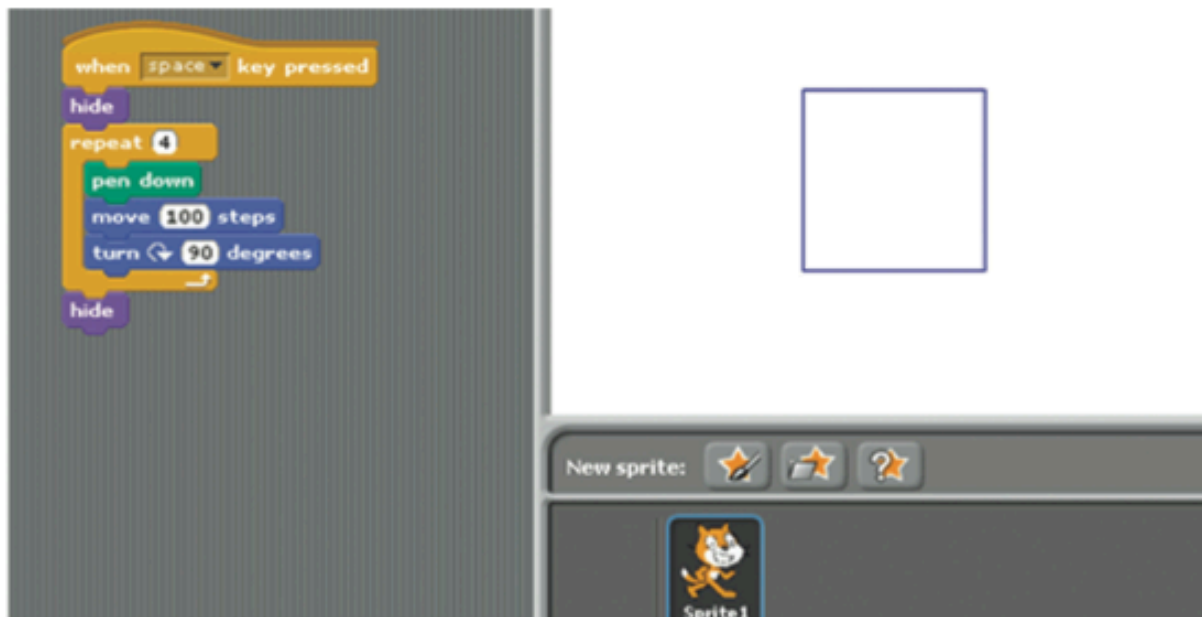 when space key pressed
hide
repeat 4
pen down
move 100 steps
turn 90 degrees
hide
New sprite:
Sprite1